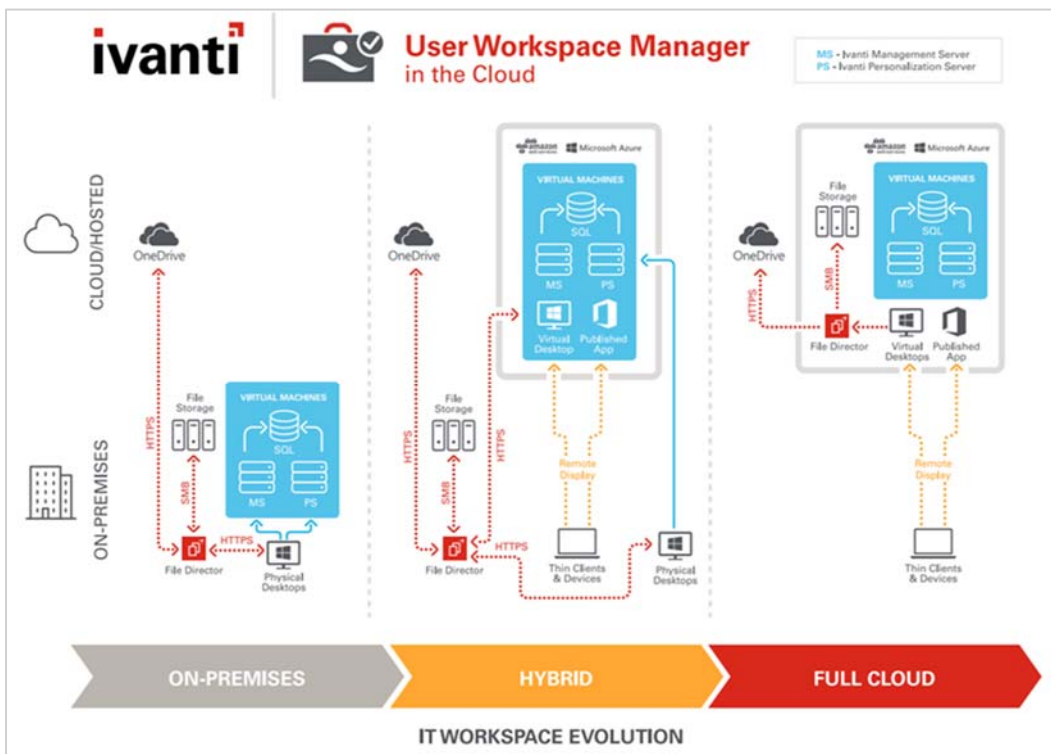 ivanti
User Workspace Manager
in the Cloud
MS - Ivanti Management Server
PS - Ivanti Personalization Server
CLOUD/HOSTED
ON-PREMISES
OneDrive
HTTPS
File
Storage
SMB
File Director
HTTPS
VIRTUAL MACHINES
SQL
MS
PS
Physical
Desktops
OneDrive
HTTPS
File
Storage
SMB
File Director
HTTPS
HTTPS
amazon
Microsoft Azure
VIRTUAL MACHINES
SQL
MS
PS
Virtual
Desktop
Published
App
Remote
Display
Thin Clients
& Devices
Physical
Desktops
OneDrive
HTTPS
amazon
Microsoft Azure
File
Storage
SMB
File Director
VIRTUAL MACHINES
SQL
MS
PS
Virtual
Desktops
Published
App
Remote
Display
Thin Clients
& Devices
ON-PREMISES
HYBRID
FULL CLOUD
IT WORKSPACE EVOLUTION